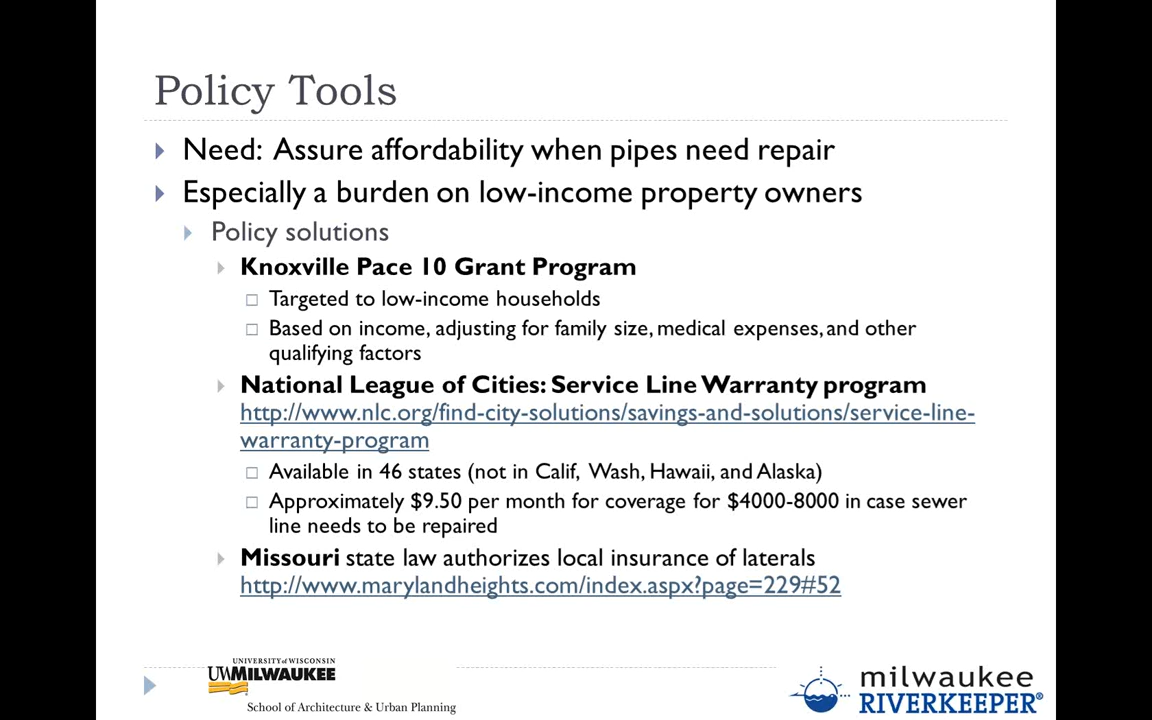 Policy Tools
Need: Assure affordability when pipes need repair
Especially a burden on low-income property owners
Policy solutions
Knoxville Pace 10 Grant Program
Targeted to low-income households
Based on income, adjusting for family size, medical expenses, and other
qualifying factors
National League of Cities: Service Line Warranty program
http://www.nlc.org/find-city-solutions/savings-and-solutions/service-line-
warranty-program
Available in 46 states (not in Calif, Wash, Hawaii, and Alaska)
Approximately $9.50 per month for coverage for $4000-8000 in case sewer
line needs to be repaired
Missouri state law authorizes local insurance of laterals
http://www.marylandheights.com/index.aspx?page=229#52
UNIVERSITY of WISCONSIN
UWMILWAUKEE
School of Architecture & Urban Planning
milwaukee
RIVERKEEPER®